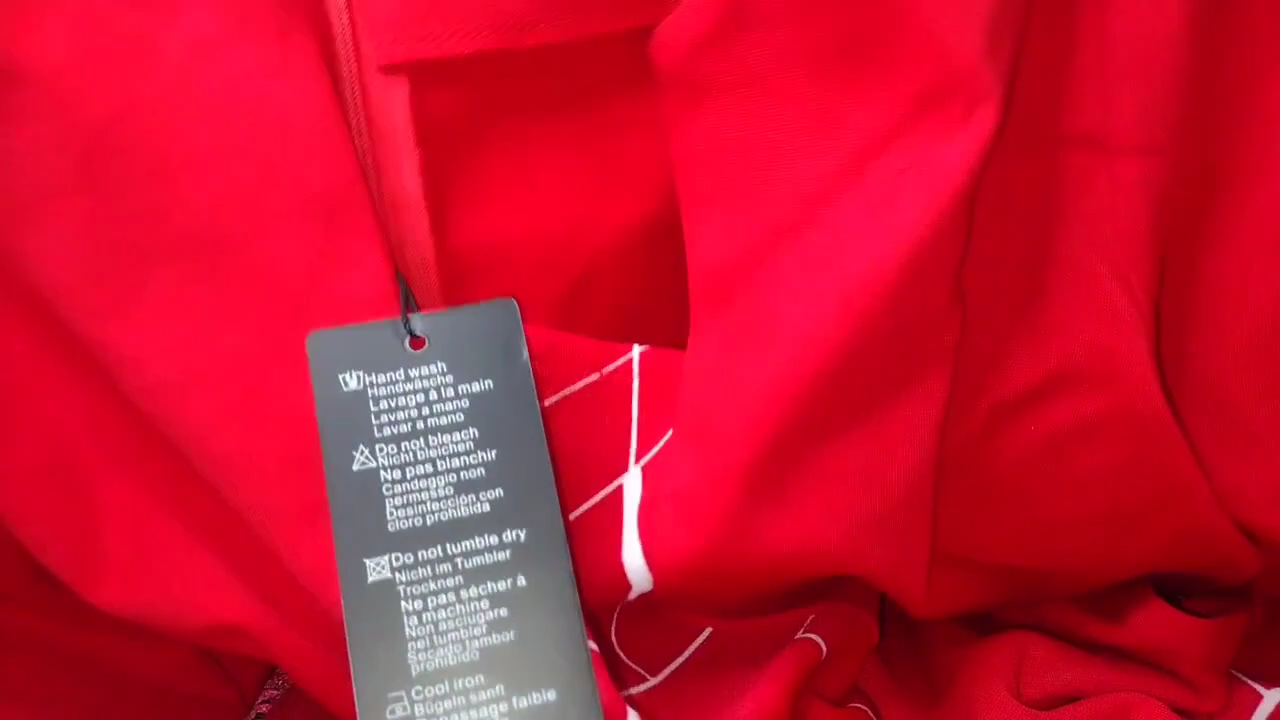 Hand wash
Handwäsche
Lavage à la main
Lavare a mano
Lavar a mano
Do not bleach
Nicht bleichen
Ne pas blanchir
Candeggio non
permesso
Desinfección con
cloro prohibida
Do not tumble dry
Nicht im Tumbler
Trocknen
Ne pas sécher à
la machine
Non asciugare
nel tumbler
Secado tambor
prohibido
Cool iron
Bügeln sanft
Repassage faible